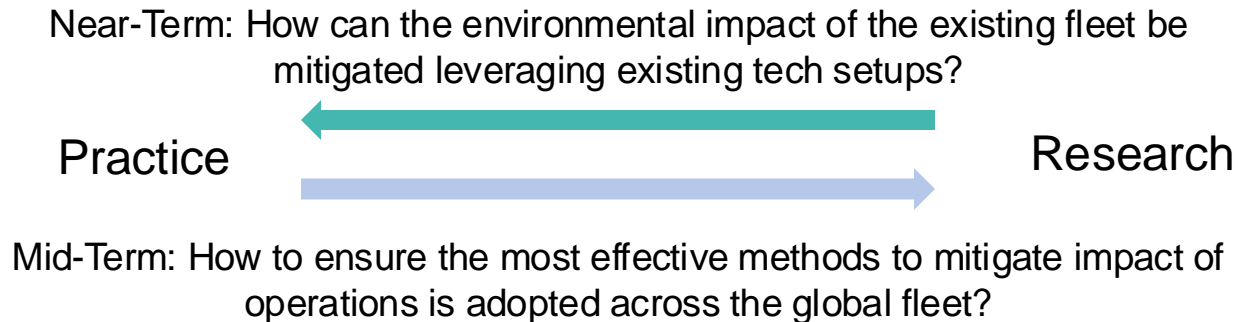 Near-Term: How can the environmental impact of the existing fleet be
mitigated leveraging existing tech setups?
Practice
Research
Mid-Term: How to ensure the most effective methods to mitigate impact of
operations is adopted across the global fleet?